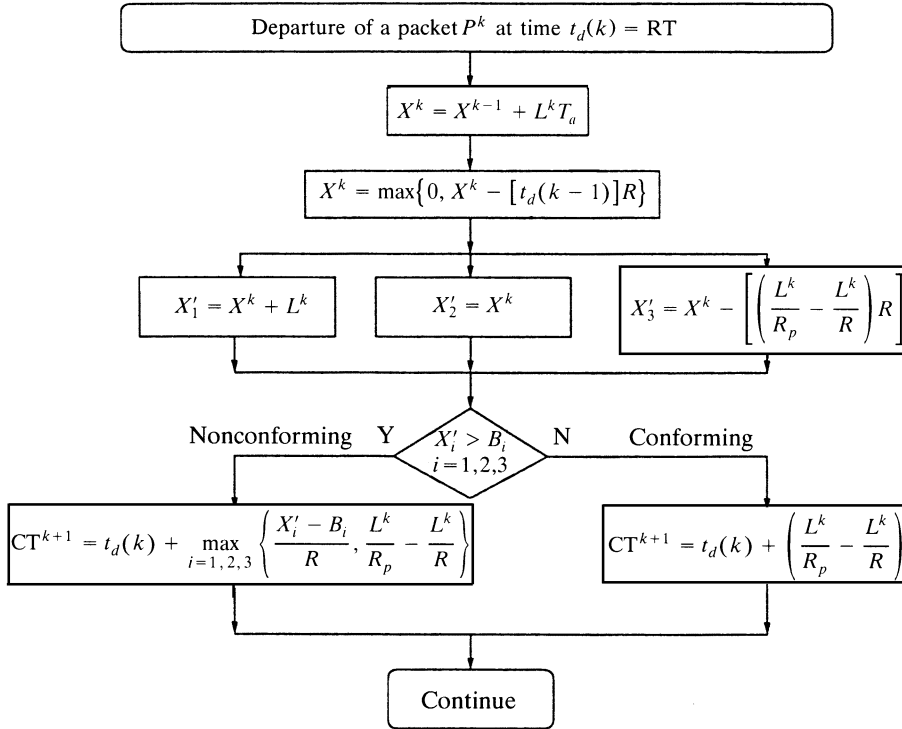 Departure of a packet P^k at time t_d(k) = RT
X^k = X^{k−1} + L^k T_a
X^k = max{0, X^k − [t_d(k − 1)]R}
X′_1 = X^k + L^k
X′_2 = X^k
X′_3 = X^k − [(L^k/R_p − L^k/R) R]
Nonconforming Y
X′_i > B_i
i = 1,2,3
N Conforming
CT^{k+1} = t_d(k) + max_{i=1,2,3} {(X′_i − B_i)/R, L^k/R_p − L^k/R}
CT^{k+1} = t_d(k) + (L^k/R_p − L^k/R)
Continue